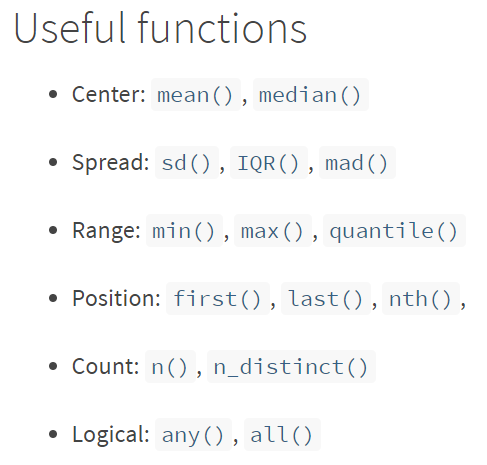 Useful functions
• Center: mean(), median()
• Spread: sd(), IQR(), mad()
• Range: min(), max(), quantile()
• Position: first(), last(), nth(),
• Count: n(), n_distinct()
• Logical: any(), all()